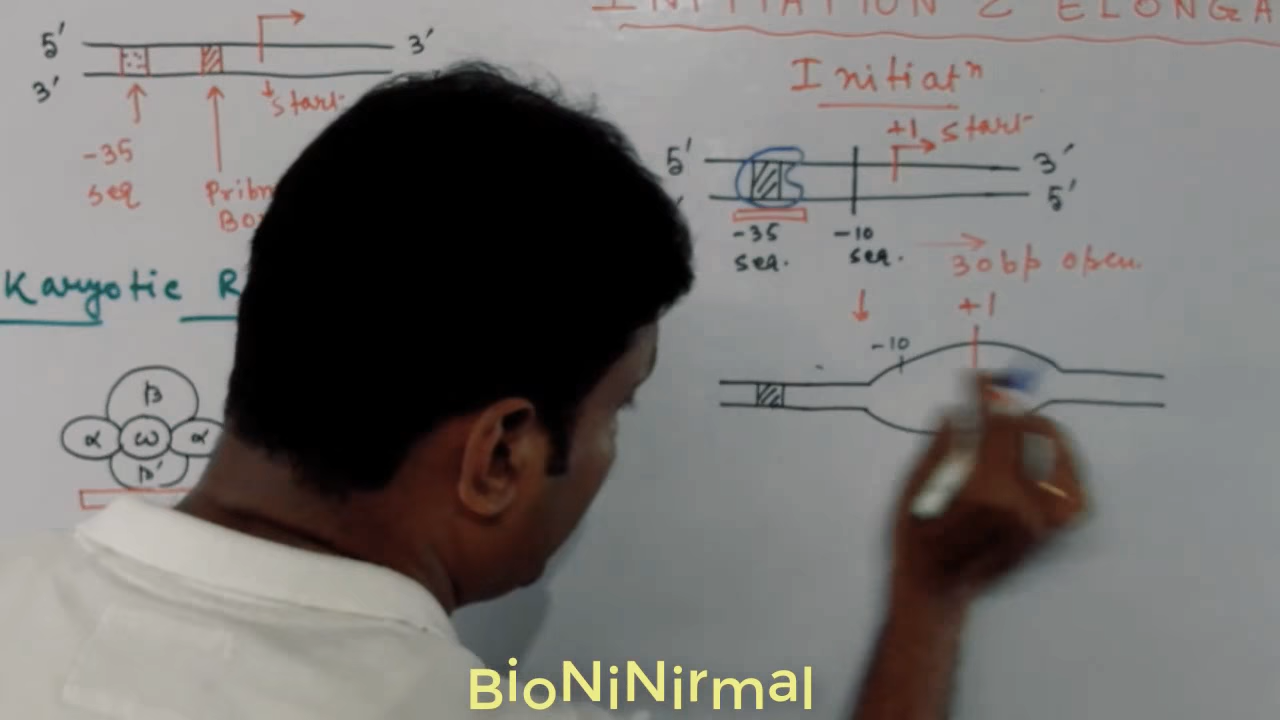 INITIATION & ELONGA
5' 3'
3'
start
-35
seq
Pribn
Box
Karyotic R
β
α ω α
β'
Initiatⁿ
+1 start
5' 3'
5'
-35
seq.
-10
seq.
30bp open
+1
-10
BioNiNirmal